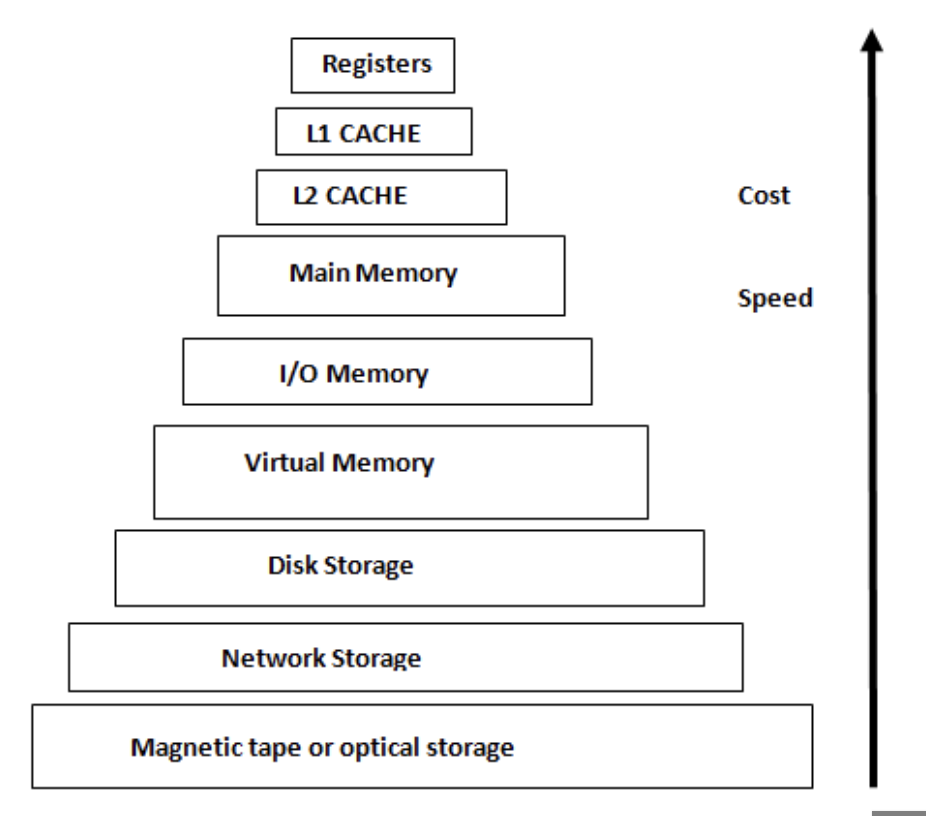 Registers
L1 CACHE
L2 CACHE
Cost
Main Memory
Speed
I/O Memory
Virtual Memory
Disk Storage
Network Storage
Magnetic tape or optical storage